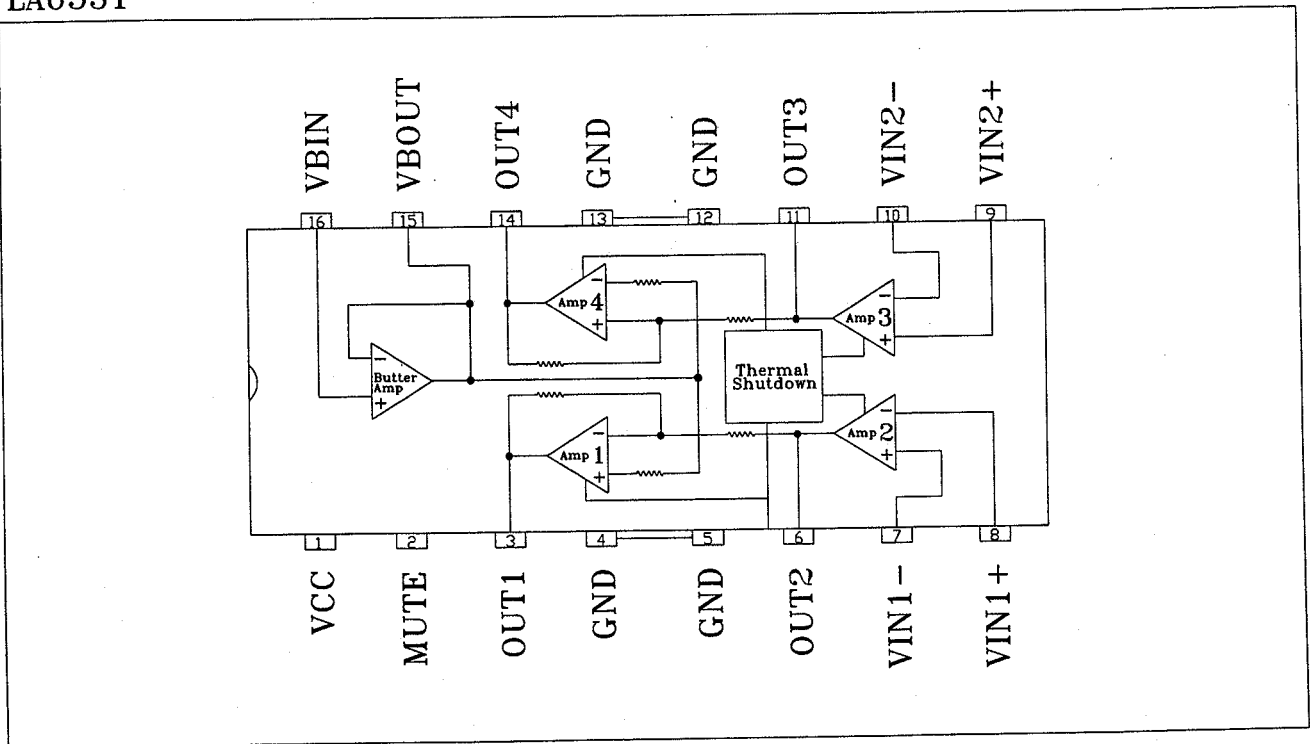 VBIN
VBOUT
OUT4
GND
GND
OUT3
VIN2-
VIN2+
16
15
14
13
12
11
10
9
-
Amp 4
+
-
Amp 3
+
-
Butter
Amp
+
Thermal
Shutdown
-
Amp 1
+
-
Amp 2
+
1
2
3
4
5
6
7
8
VCC
MUTE
OUT1
GND
GND
OUT2
VIN1-
VIN1+